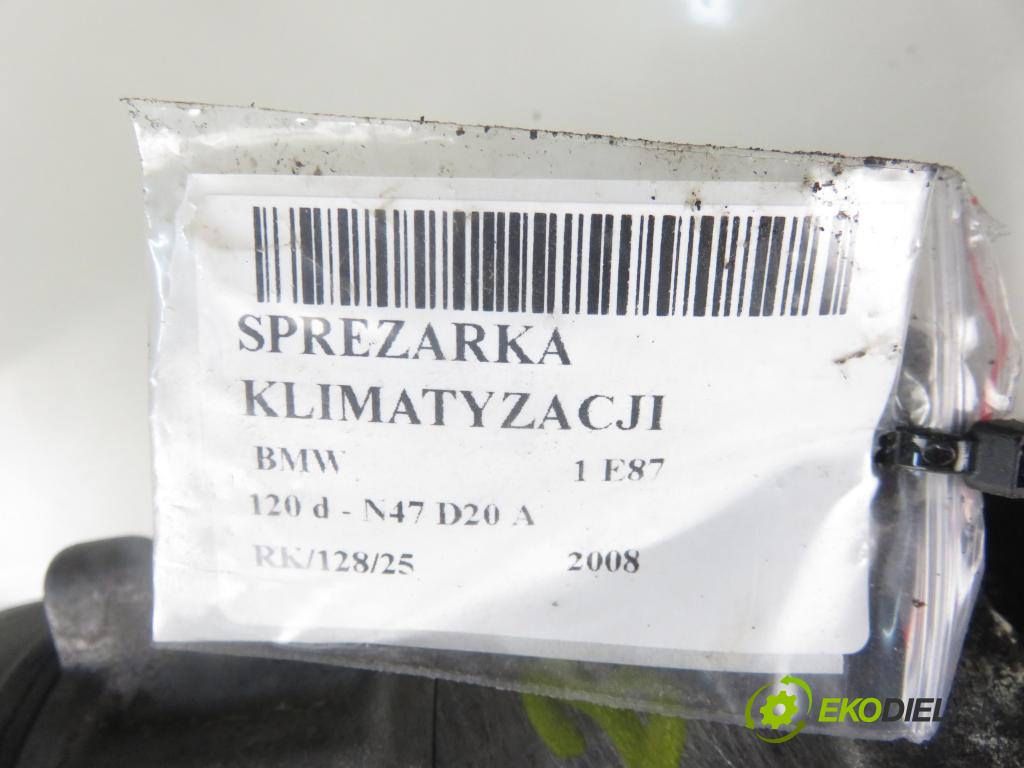 SPREZARKA
KLIMATYZACJI
BMW 1 E87
120 d - N47 D20 A
RK/128/25 2008
EKODIEL